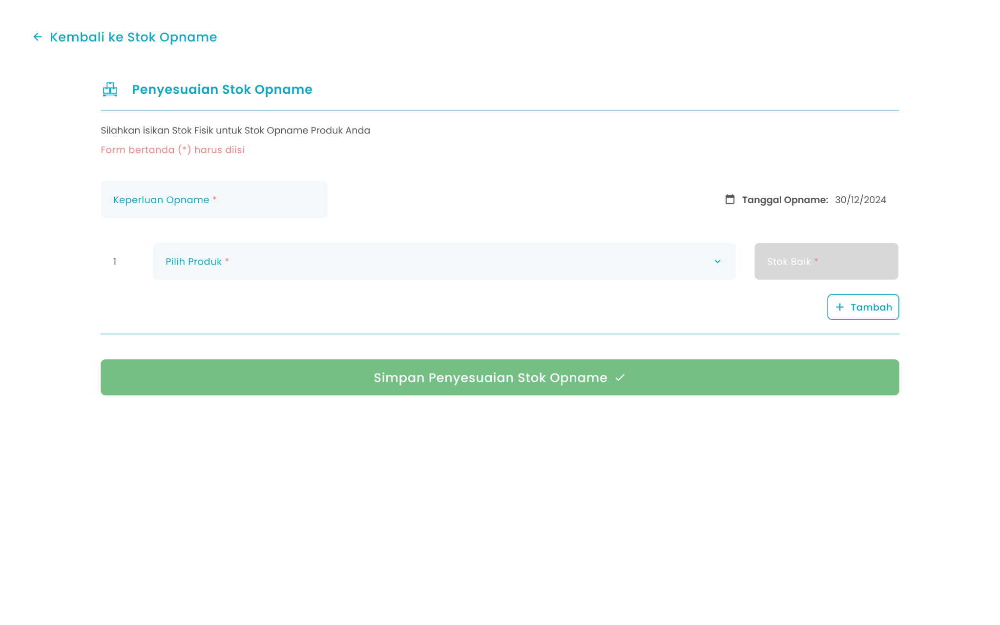 Kembali ke Stok Opname
Penyesuaian Stok Opname
Silahkan isikan Stok Fisik untuk Stok Opname Produk Anda
Form bertanda (*) harus diisi
Keperluan Opname *
Tanggal Opname: 30/12/2024
1 Pilih Produk * Stok Baik *
+ Tambah
Simpan Penyesuaian Stok Opname